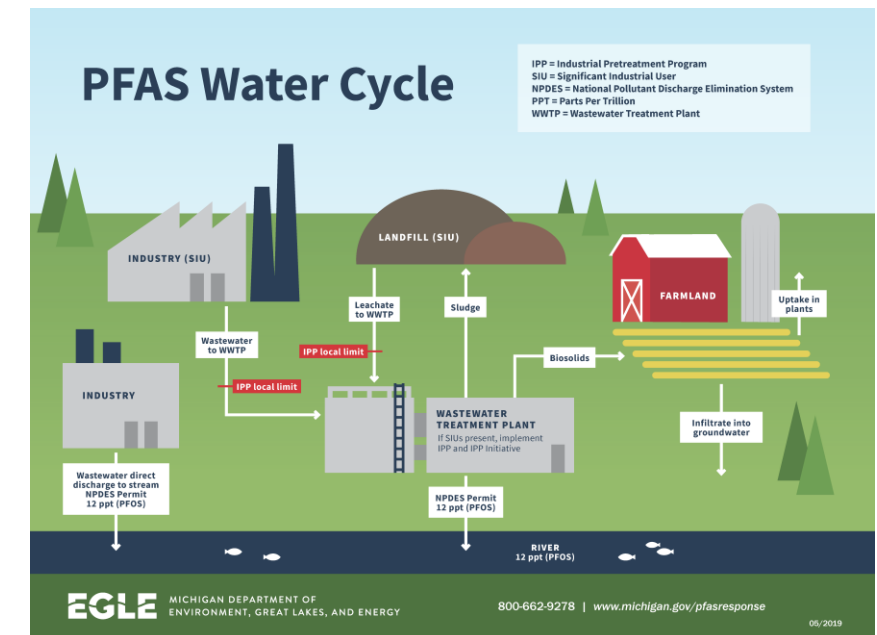 PFAS Water Cycle
IPP = Industrial Pretreatment Program
SIU = Significant Industrial User
NPDES = National Pollutant Discharge Elimination System
PPT = Parts Per Trillion
WWTP = Wastewater Treatment Plant
INDUSTRY (SIU)
LANDFILL (SIU)
FARMLAND
Uptake in
plants
Leachate
to WWTP
Sludge
Wastewater
to WWTP
IPP local limit
Biosolids
IPP local limit
INDUSTRY
WASTEWATER
TREATMENT PLANT
If SIUs present, implement
IPP and IPP Initiative
Infiltrate into
groundwater
Wastewater direct
discharge to stream
NPDES Permit
12 ppt (PFOS)
NPDES Permit
12 ppt (PFOS)
RIVER
12 ppt (PFOS)
EGLE
MICHIGAN DEPARTMENT OF
ENVIRONMENT, GREAT LAKES, AND ENERGY
800-662-9278 | www.michigan.gov/pfasresponse
05/2019